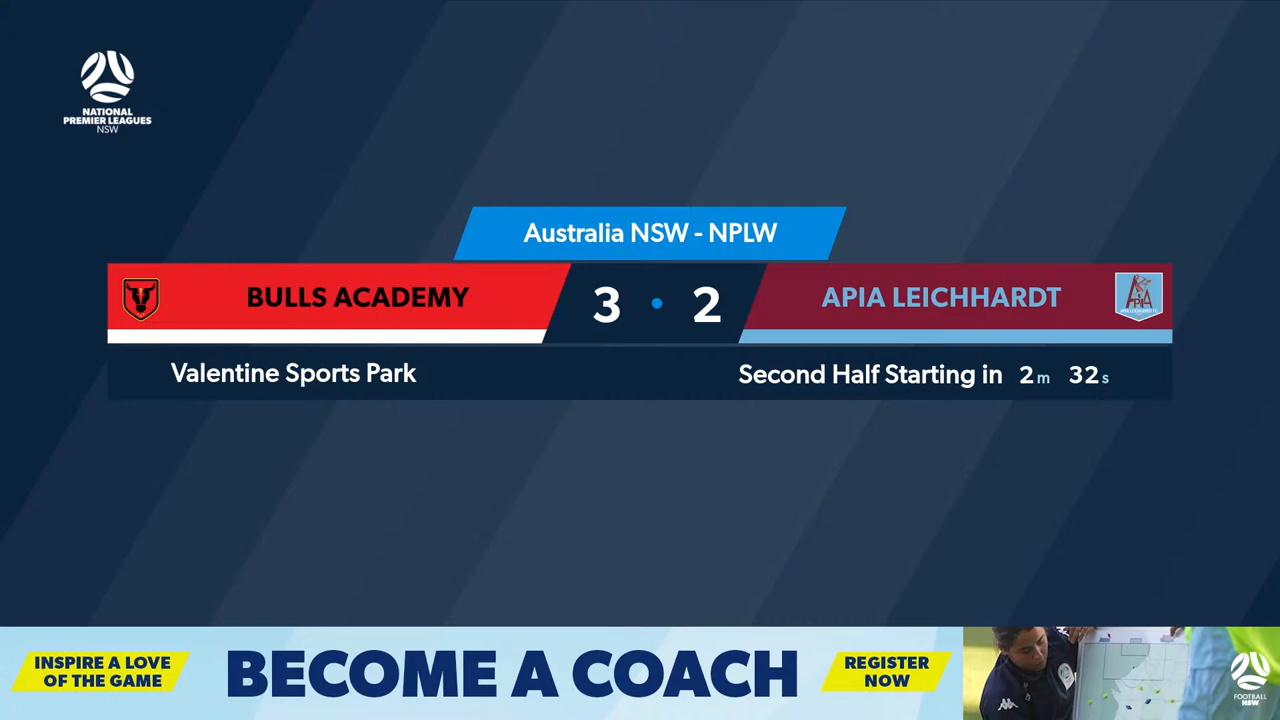 NATIONAL
PREMIER LEAGUES
NSW
Australia NSW - NPLW
BULLS ACADEMY
3 • 2
APIA LEICHHARDT
APIA
Valentine Sports Park
Second Half Starting in 2m 32s
INSPIRE A LOVE
OF THE GAME
BECOME A COACH
REGISTER
NOW
FOOTBALL
NSW